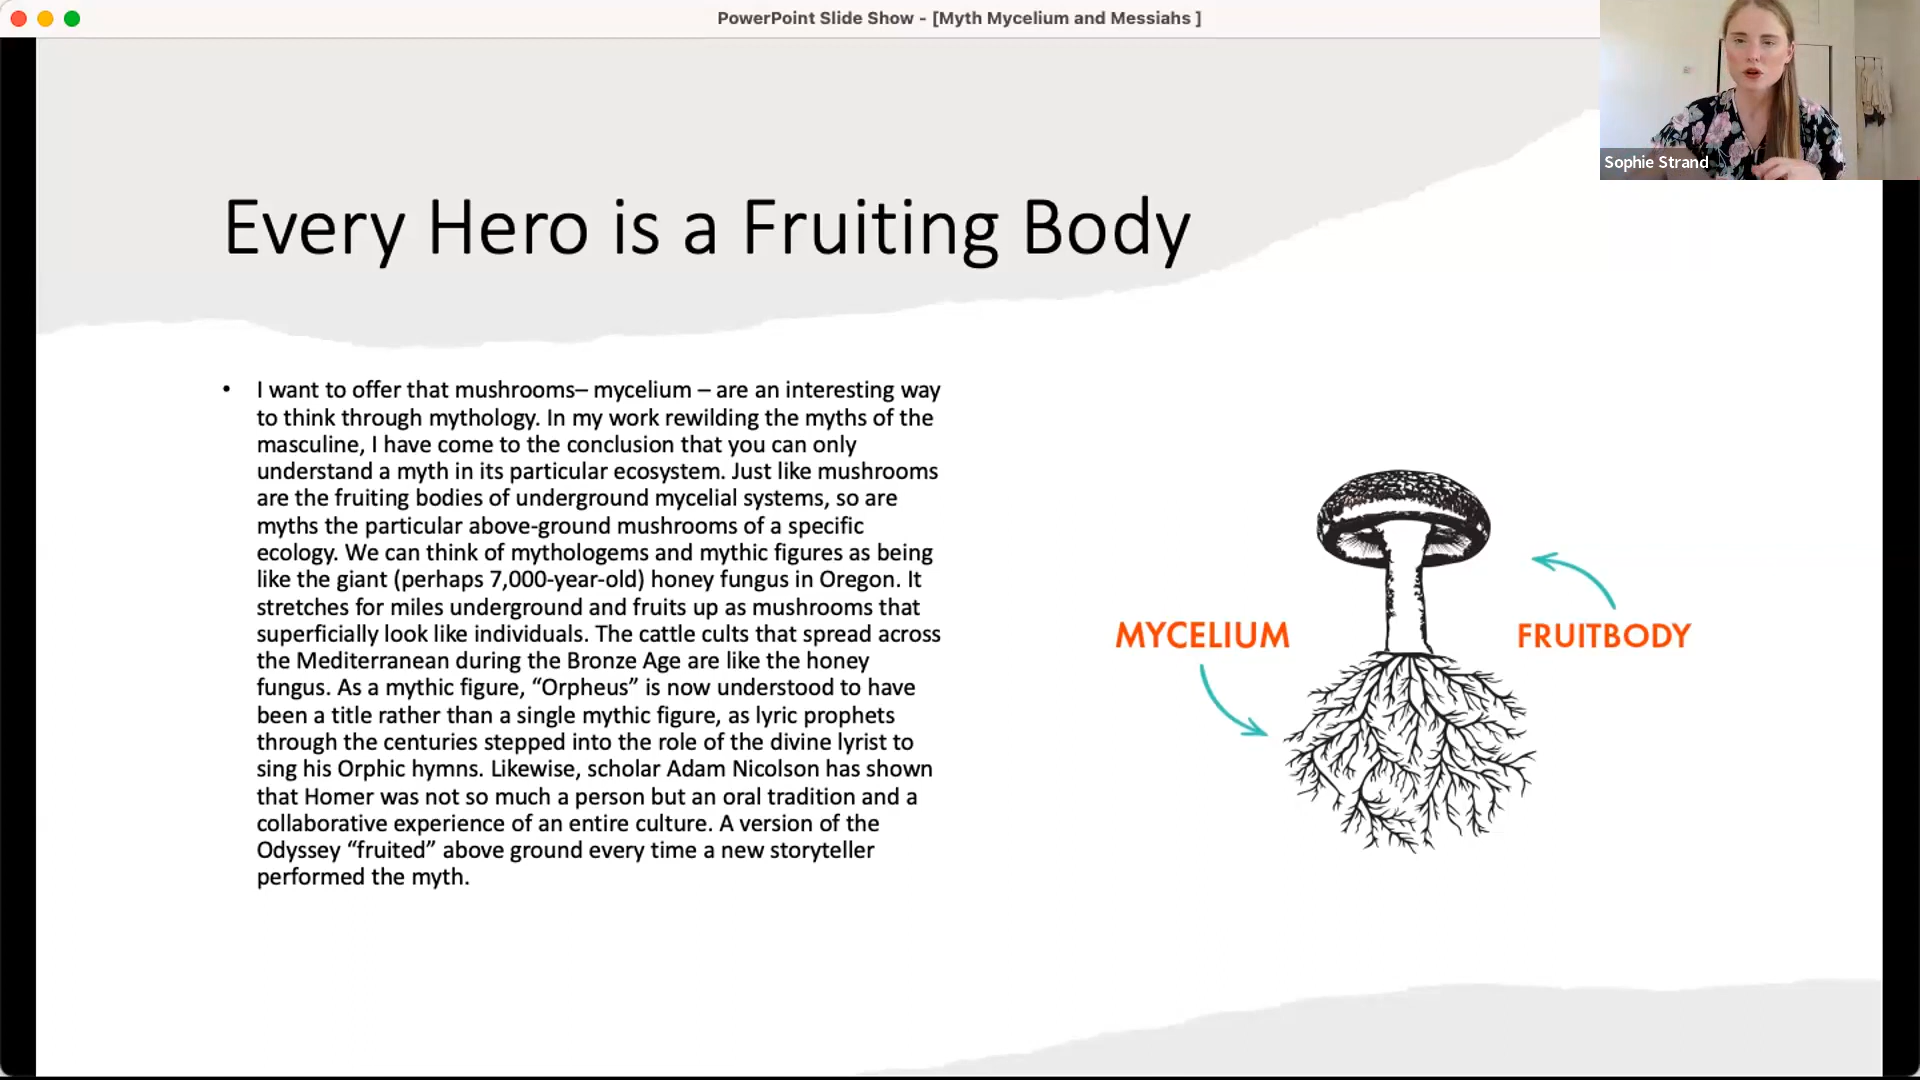 PowerPoint Slide Show - [Myth Mycelium and Messiahs ]
Sophie Strand
Every Hero is a Fruiting Body
• I want to offer that mushrooms– mycelium – are an interesting way
to think through mythology. In my work rewilding the myths of the
masculine, I have come to the conclusion that you can only
understand a myth in its particular ecosystem. Just like mushrooms
are the fruiting bodies of underground mycelial systems, so are
myths the particular above-ground mushrooms of a specific
ecology. We can think of mythologems and mythic figures as being
like the giant (perhaps 7,000-year-old) honey fungus in Oregon. It
stretches for miles underground and fruits up as mushrooms that
superficially look like individuals. The cattle cults that spread across
the Mediterranean during the Bronze Age are like the honey
fungus. As a mythic figure, “Orpheus” is now understood to have
been a title rather than a single mythic figure, as lyric prophets
through the centuries stepped into the role of the divine lyrist to
sing his Orphic hymns. Likewise, scholar Adam Nicolson has shown
that Homer was not so much a person but an oral tradition and a
collaborative experience of an entire culture. A version of the
Odyssey “fruited” above ground every time a new storyteller
performed the myth.
MYCELIUM
FRUITBODY